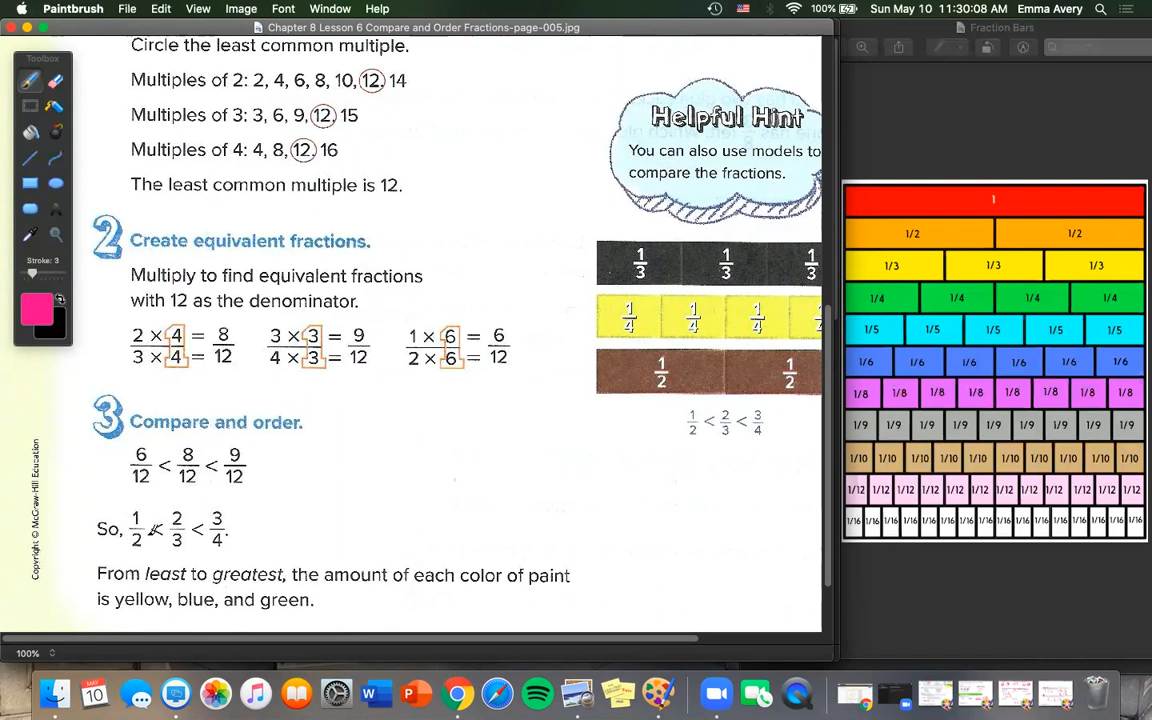 Paintbrush File Edit View Image Font Window Help 100% Sun May 10 11:30:08 AM Emma Avery
Chapter 8 Lesson 6 Compare and Order Fractions-page-005.jpg
Fraction Bars
Toolbox
Stroke: 3
Circle the least common multiple.
Multiples of 2: 2, 4, 6, 8, 10, 12, 14
Multiples of 3: 3, 6, 9, 12, 15
Multiples of 4: 4, 8, 12, 16
The least common multiple is 12.
2 Create equivalent fractions.
Multiply to find equivalent fractions
with 12 as the denominator.
2 × 4 = 8 3 × 3 = 9 1 × 6 = 6
3 × 4 = 12 4 × 3 = 12 2 × 6 = 12
3 Compare and order.
6/12 < 8/12 < 9/12
So, 1/2 < 2/3 < 3/4.
From least to greatest, the amount of each color of paint
is yellow, blue, and green.
Copyright © McGraw-Hill Education
Helpful Hint
You can also use models to
compare the fractions.
1/3 1/3 1/3
1/4 1/4 1/4
1/2 1/2
1/2 < 2/3 < 3/4
1
1/2 1/2
1/3 1/3 1/3
1/4 1/4 1/4 1/4
1/5 1/5 1/5 1/5 1/5
1/6 1/6 1/6 1/6 1/6 1/6
1/8 1/8 1/8 1/8 1/8 1/8 1/8 1/8
1/9 1/9 1/9 1/9 1/9 1/9 1/9 1/9 1/9
1/10 1/10 1/10 1/10 1/10 1/10 1/10 1/10 1/10 1/10
1/12 1/12 1/12 1/12 1/12 1/12 1/12 1/12 1/12 1/12 1/12 1/12
1/16 1/16 1/16 1/16 1/16 1/16 1/16 1/16 1/16 1/16 1/16 1/16 1/16 1/16 1/16 1/16
100%
MAY
10